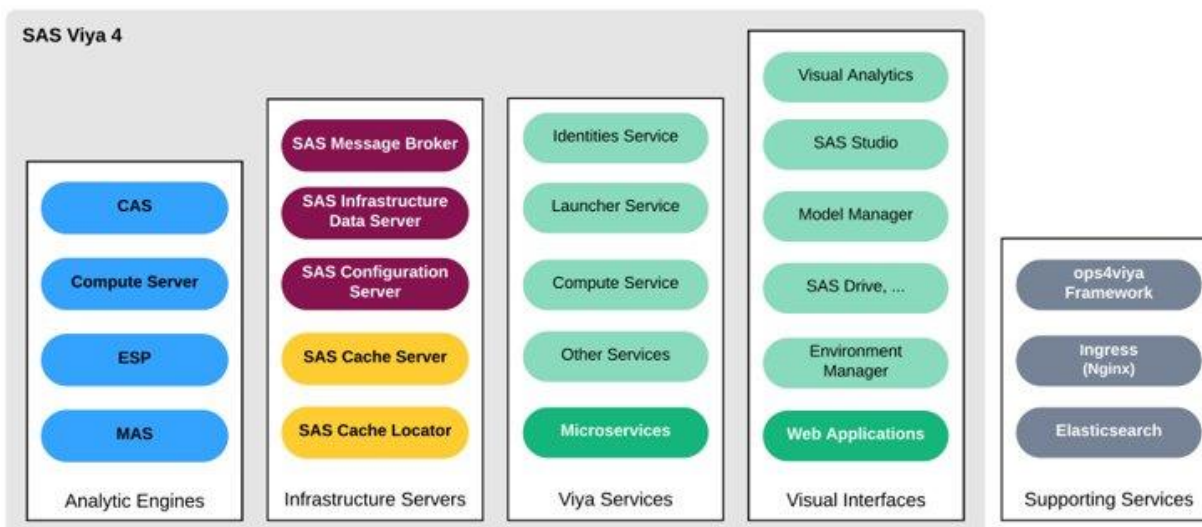 SAS Viya 4
CAS
Compute Server
ESP
MAS
Analytic Engines
SAS Message Broker
SAS Infrastructure
Data Server
SAS Configuration
Server
SAS Cache Server
SAS Cache Locator
Infrastructure Servers
Identities Service
Launcher Service
Compute Service
Other Services
Microservices
Viya Services
Visual Analytics
SAS Studio
Model Manager
SAS Drive, ...
Environment
Manager
Web Applications
Visual Interfaces
ops4viya
Framework
Ingress
(Nginx)
Elasticsearch
Supporting Services